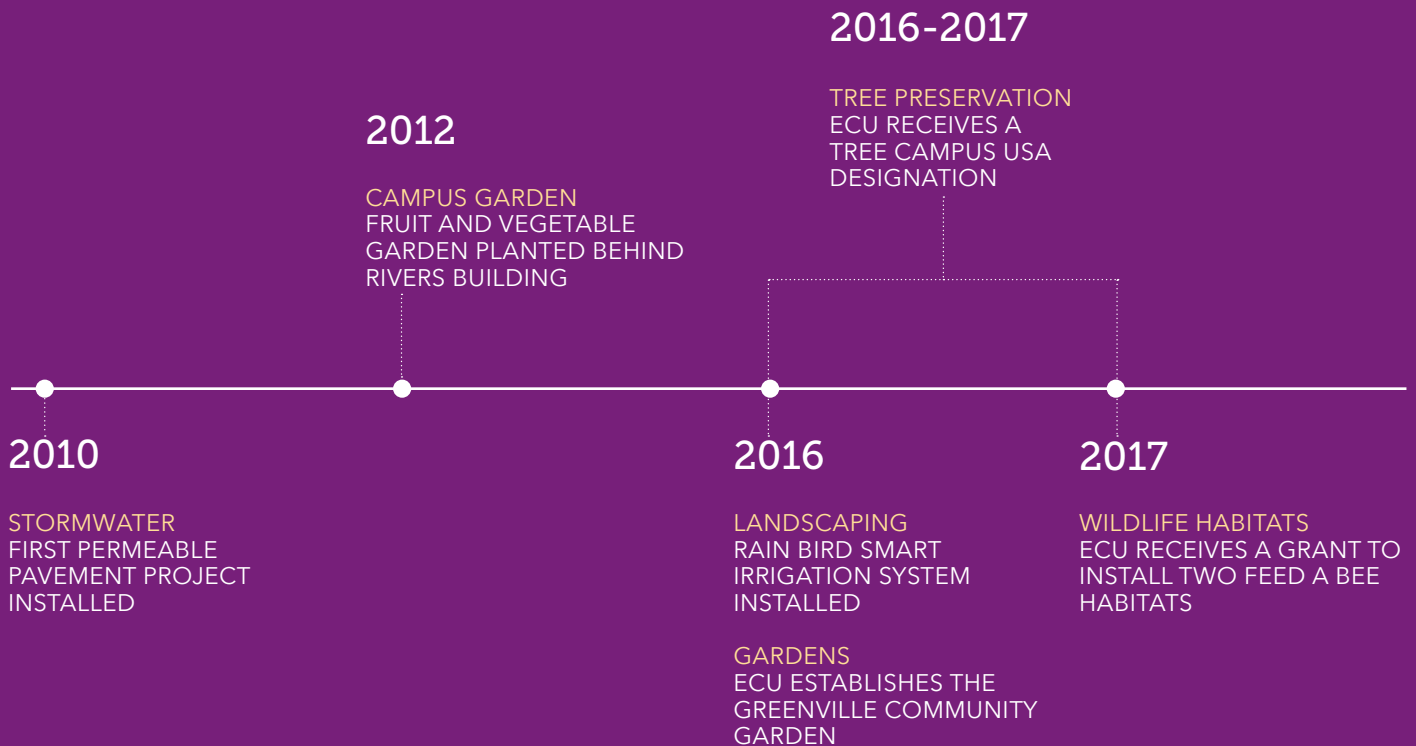 2016-2017
TREE PRESERVATION
ECU RECEIVES A
TREE CAMPUS USA
DESIGNATION
2012
CAMPUS GARDEN
FRUIT AND VEGETABLE
GARDEN PLANTED BEHIND
RIVERS BUILDING
2010
STORMWATER
FIRST PERMEABLE
PAVEMENT PROJECT
INSTALLED
2016
LANDSCAPING
RAIN BIRD SMART
IRRIGATION SYSTEM
INSTALLED
GARDENS
ECU ESTABLISHES THE
GREENVILLE COMMUNITY
GARDEN
2017
WILDLIFE HABITATS
ECU RECEIVES A GRANT TO
INSTALL TWO FEED A BEE
HABITATS